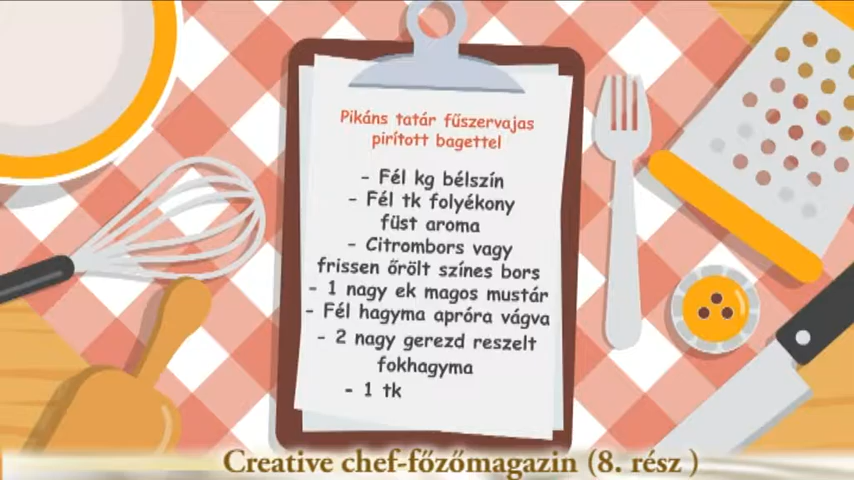 Pikáns tatár fűszervajas
pirított bagettel
- Fél kg bélszín
- Fél tk folyékony
füst aroma
- Citrombors vagy
frissen őrölt színes bors
- 1 nagy ek magos mustár
- Fél hagyma apróra vágva
- 2 nagy gerezd reszelt
fokhagyma
- 1 tk
Creative chef-főzőmagazin (8. rész )